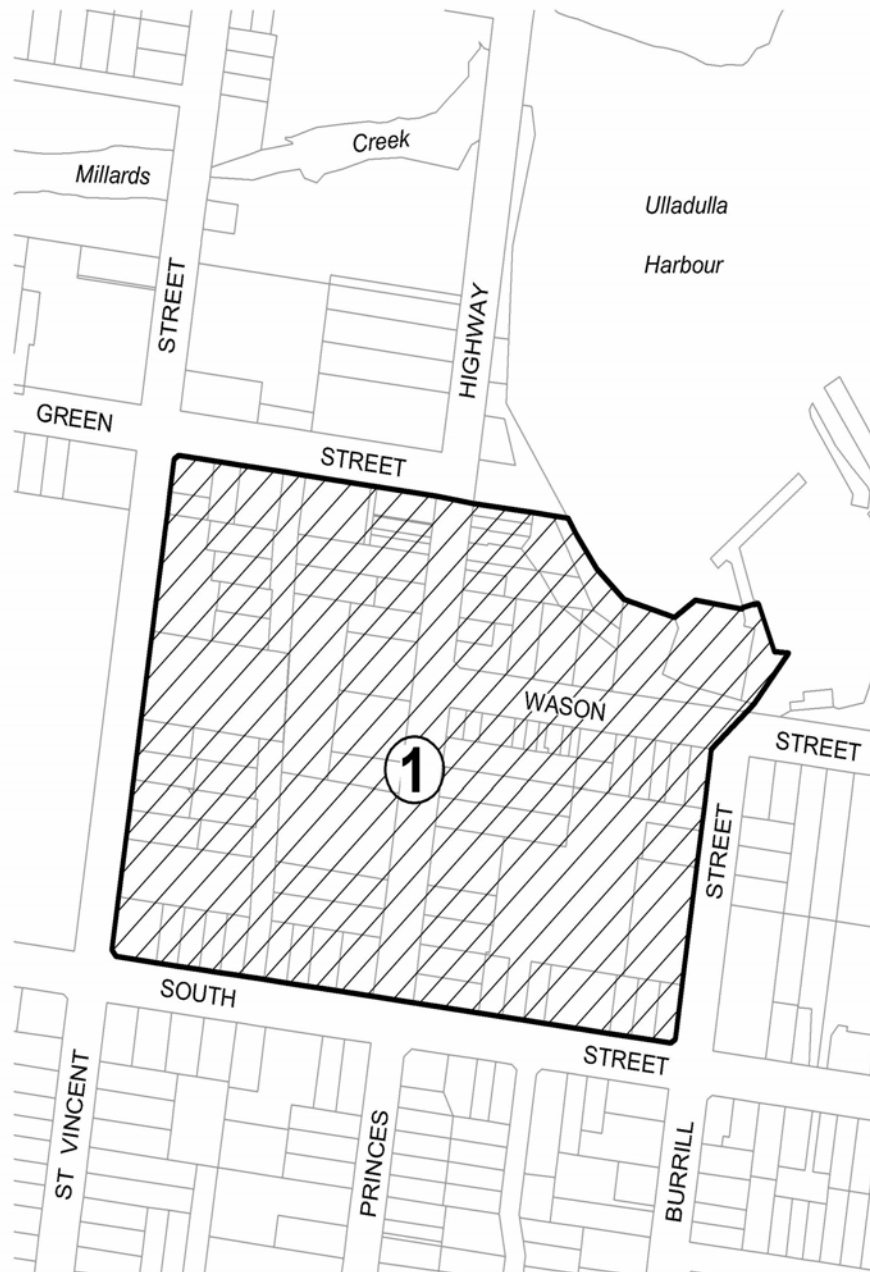 Creek
Millards
Ulladulla
Harbour
STREET
HIGHWAY
GREEN
STREET
WASON
STREET
1
STREET
SOUTH
STREET
ST VINCENT
PRINCES
BURRILL